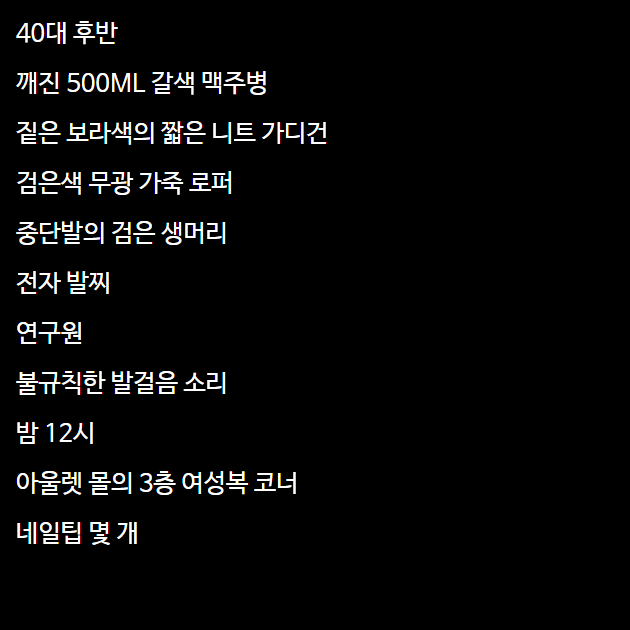 40대 후반
깨진 500ML 갈색 맥주병
짙은 보라색의 짧은 니트 가디건
검은색 무광 가죽 로퍼
중단발의 검은 생머리
전자 발찌
연구원
불규칙한 발걸음 소리
밤 12시
아울렛 몰의 3층 여성복 코너
네일팁 몇 개